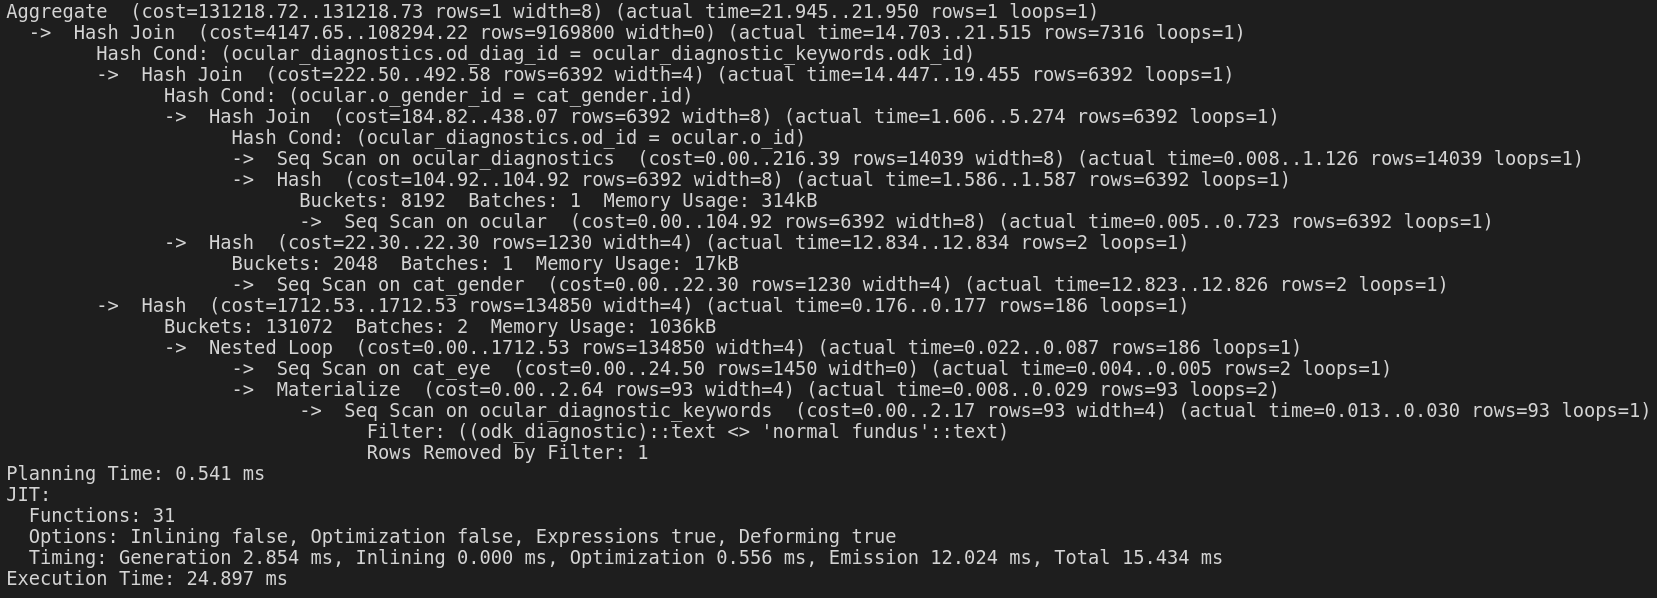 Aggregate  (cost=131218.72..131218.73 rows=1 width=8) (actual time=21.945..21.950 rows=1 loops=1)
  ->  Hash Join  (cost=4147.65..108294.22 rows=9169800 width=0) (actual time=14.703..21.515 rows=7316 loops=1)
        Hash Cond: (ocular_diagnostics.od_diag_id = ocular_diagnostic_keywords.odk_id)
        ->  Hash Join  (cost=222.50..492.58 rows=6392 width=4) (actual time=14.447..19.455 rows=6392 loops=1)
              Hash Cond: (ocular.o_gender_id = cat_gender.id)
              ->  Hash Join  (cost=184.82..438.07 rows=6392 width=8) (actual time=1.606..5.274 rows=6392 loops=1)
                    Hash Cond: (ocular_diagnostics.od_id = ocular.o_id)
                    ->  Seq Scan on ocular_diagnostics  (cost=0.00..216.39 rows=14039 width=8) (actual time=0.008..1.126 rows=14039 loops=1)
                    ->  Hash  (cost=104.92..104.92 rows=6392 width=8) (actual time=1.586..1.587 rows=6392 loops=1)
                          Buckets: 8192  Batches: 1  Memory Usage: 314kB
                          ->  Seq Scan on ocular  (cost=0.00..104.92 rows=6392 width=8) (actual time=0.005..0.723 rows=6392 loops=1)
              ->  Hash  (cost=22.30..22.30 rows=1230 width=4) (actual time=12.834..12.834 rows=2 loops=1)
                    Buckets: 2048  Batches: 1  Memory Usage: 17kB
                    ->  Seq Scan on cat_gender  (cost=0.00..22.30 rows=1230 width=4) (actual time=12.823..12.826 rows=2 loops=1)
        ->  Hash  (cost=1712.53..1712.53 rows=134850 width=4) (actual time=0.176..0.177 rows=186 loops=1)
              Buckets: 131072  Batches: 2  Memory Usage: 1036kB
              ->  Nested Loop  (cost=0.00..1712.53 rows=134850 width=4) (actual time=0.022..0.087 rows=186 loops=1)
                    ->  Seq Scan on cat_eye  (cost=0.00..24.50 rows=1450 width=0) (actual time=0.004..0.005 rows=2 loops=1)
                    ->  Materialize  (cost=0.00..2.64 rows=93 width=4) (actual time=0.008..0.029 rows=93 loops=2)
                          ->  Seq Scan on ocular_diagnostic_keywords  (cost=0.00..2.17 rows=93 width=4) (actual time=0.013..0.030 rows=93 loops=1)
                                Filter: ((odk_diagnostic)::text <> 'normal fundus'::text)
                                Rows Removed by Filter: 1
Planning Time: 0.541 ms
JIT:
  Functions: 31
  Options: Inlining false, Optimization false, Expressions true, Deforming true
  Timing: Generation 2.854 ms, Inlining 0.000 ms, Optimization 0.556 ms, Emission 12.024 ms, Total 15.434 ms
Execution Time: 24.897 ms